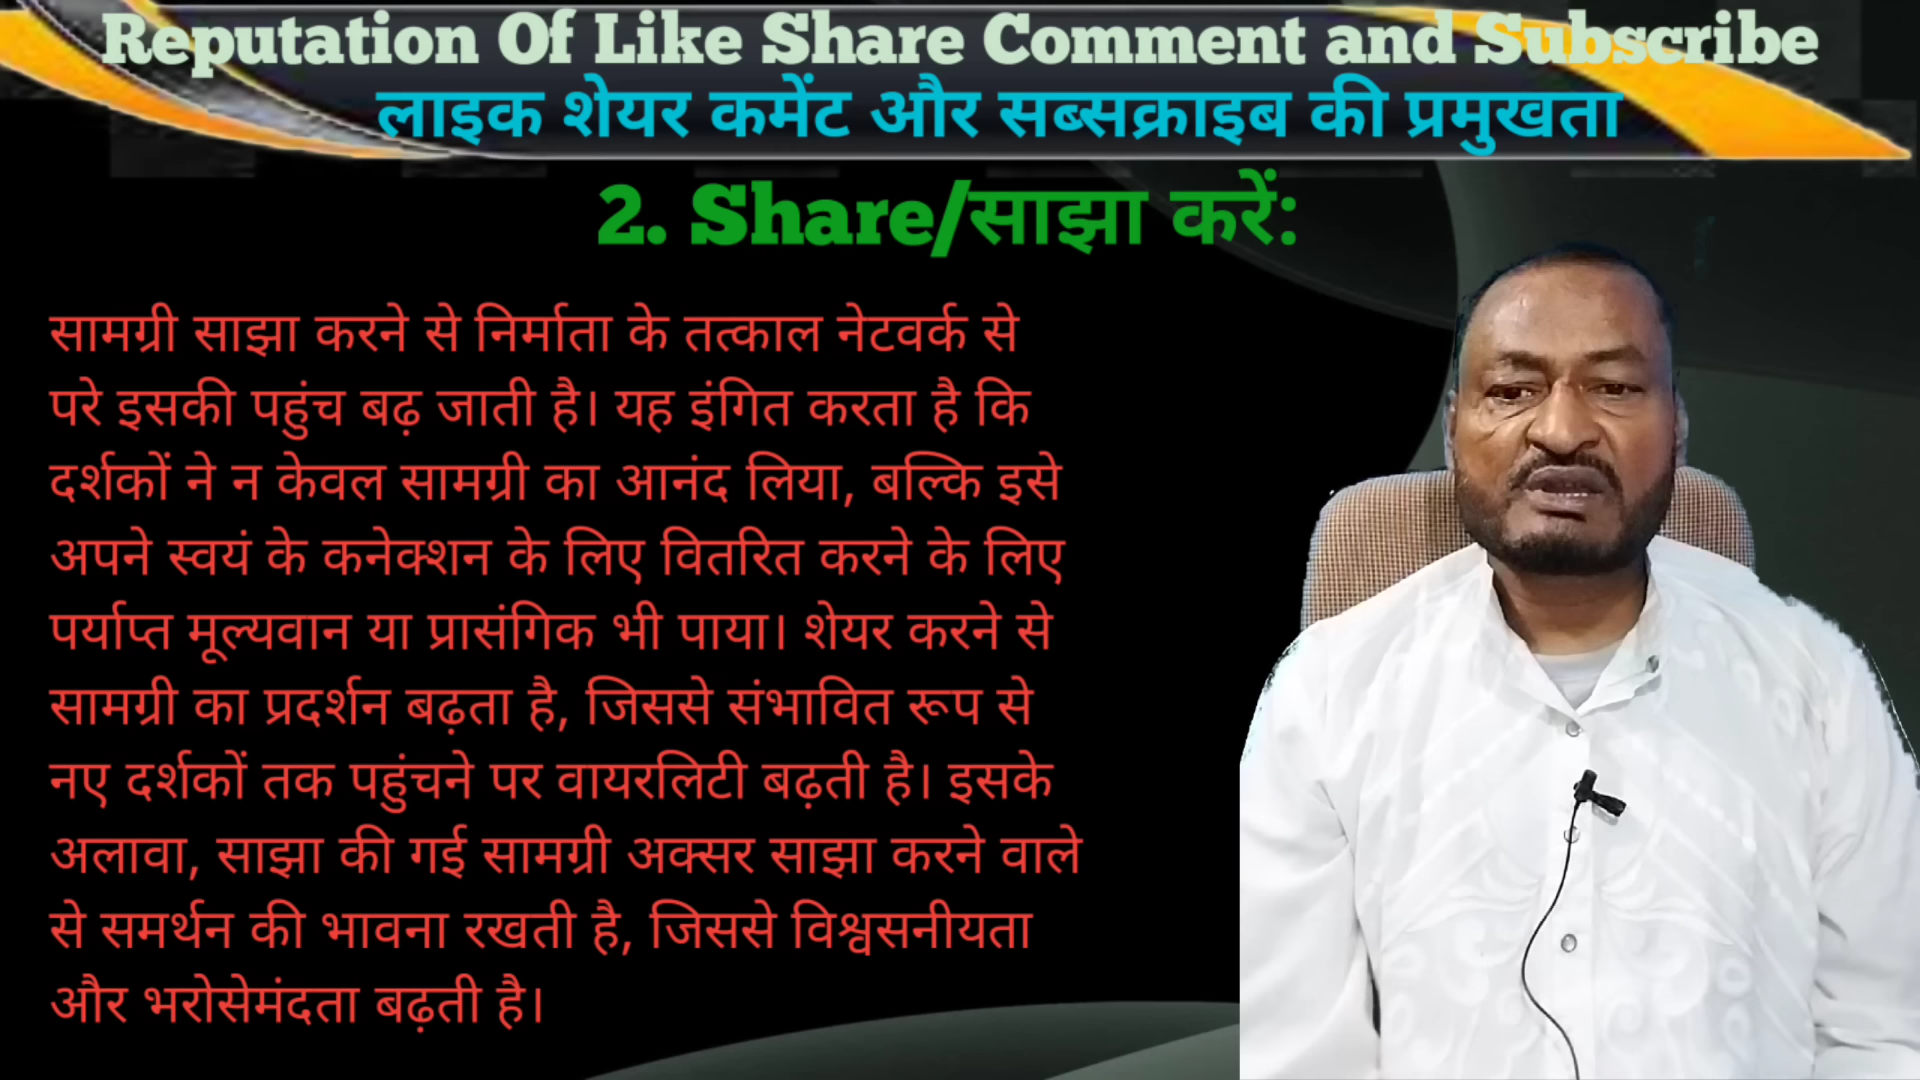 Reputation Of Like Share Comment and Subscribe
लाइक शेयर कमेंट और सब्सक्राइब की प्रमुखता
2. Share/साझा करें:
सामग्री साझा करने से निर्माता के तत्काल नेटवर्क से
परे इसकी पहुंच बढ़ जाती है। यह इंगित करता है कि
दर्शकों ने न केवल सामग्री का आनंद लिया, बल्कि इसे
अपने स्वयं के कनेक्शन के लिए वितरित करने के लिए
पर्याप्त मूल्यवान या प्रासंगिक भी पाया। शेयर करने से
सामग्री का प्रदर्शन बढ़ता है, जिससे संभावित रूप से
नए दर्शकों तक पहुंचने पर वायरलिटी बढ़ती है। इसके
अलावा, साझा की गई सामग्री अक्सर साझा करने वाले
से समर्थन की भावना रखती है, जिससे विश्वसनीयता
और भरोसेमंदता बढ़ती है।